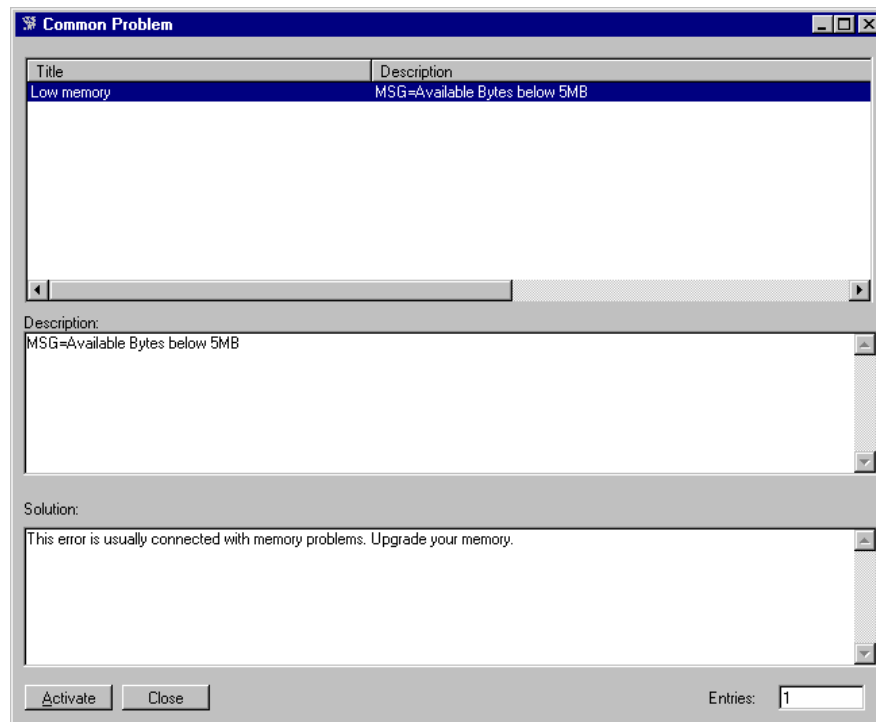 Common Problem
Title Description
Low memory MSG=Available Bytes below 5MB
Description:
MSG=Available Bytes below 5MB
Solution:
This error is usually connected with memory problems. Upgrade your memory.
Activate Close Entries: 1